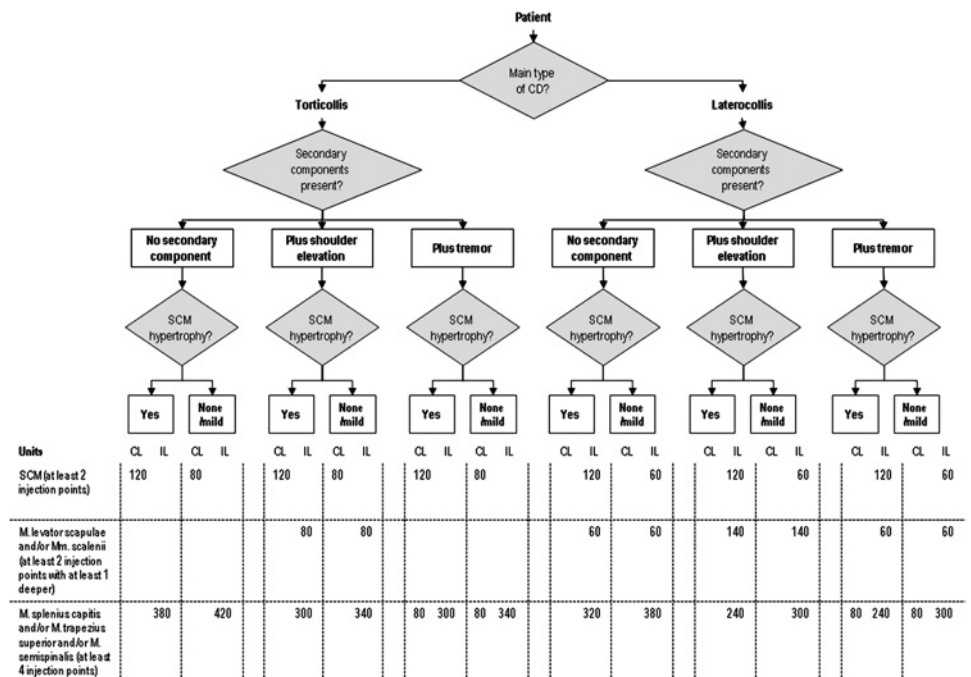 Patient
Main type
of CD?
Torticollis
Laterocollis
Secondary
components
present?
Secondary
components
present?
No secondary
component
Plus shoulder
elevation
Plus tremor
No secondary
component
Plus shoulder
elevation
Plus tremor
SCM
hypertrophy?
SCM
hypertrophy?
SCM
hypertrophy?
SCM
hypertrophy?
SCM
hypertrophy?
SCM
hypertrophy?
Yes
None
/mild
Yes
None
/mild
Yes
None
/mild
Yes
None
/mild
Yes
None
/mild
Yes
None
/mild
Units CL IL CL IL CL IL CL IL CL IL CL IL CL IL CL IL CL IL CL IL CL IL CL IL
SCM (at least 2 120 80 120 80 120 80 120 60 120 60 120 60
injection points)
M. levator scapulae 80 80 60 60 140 140 60 60
and/or Mm. scalenii
(at least 2 injection
points with at least 1
deeper)
M. splenius capitis 380 420 300 340 80 300 80 340 320 380 240 300 80 240 80 300
and/or M. trapezius
superior and/or M.
semispinalis (at least
4 injection points)